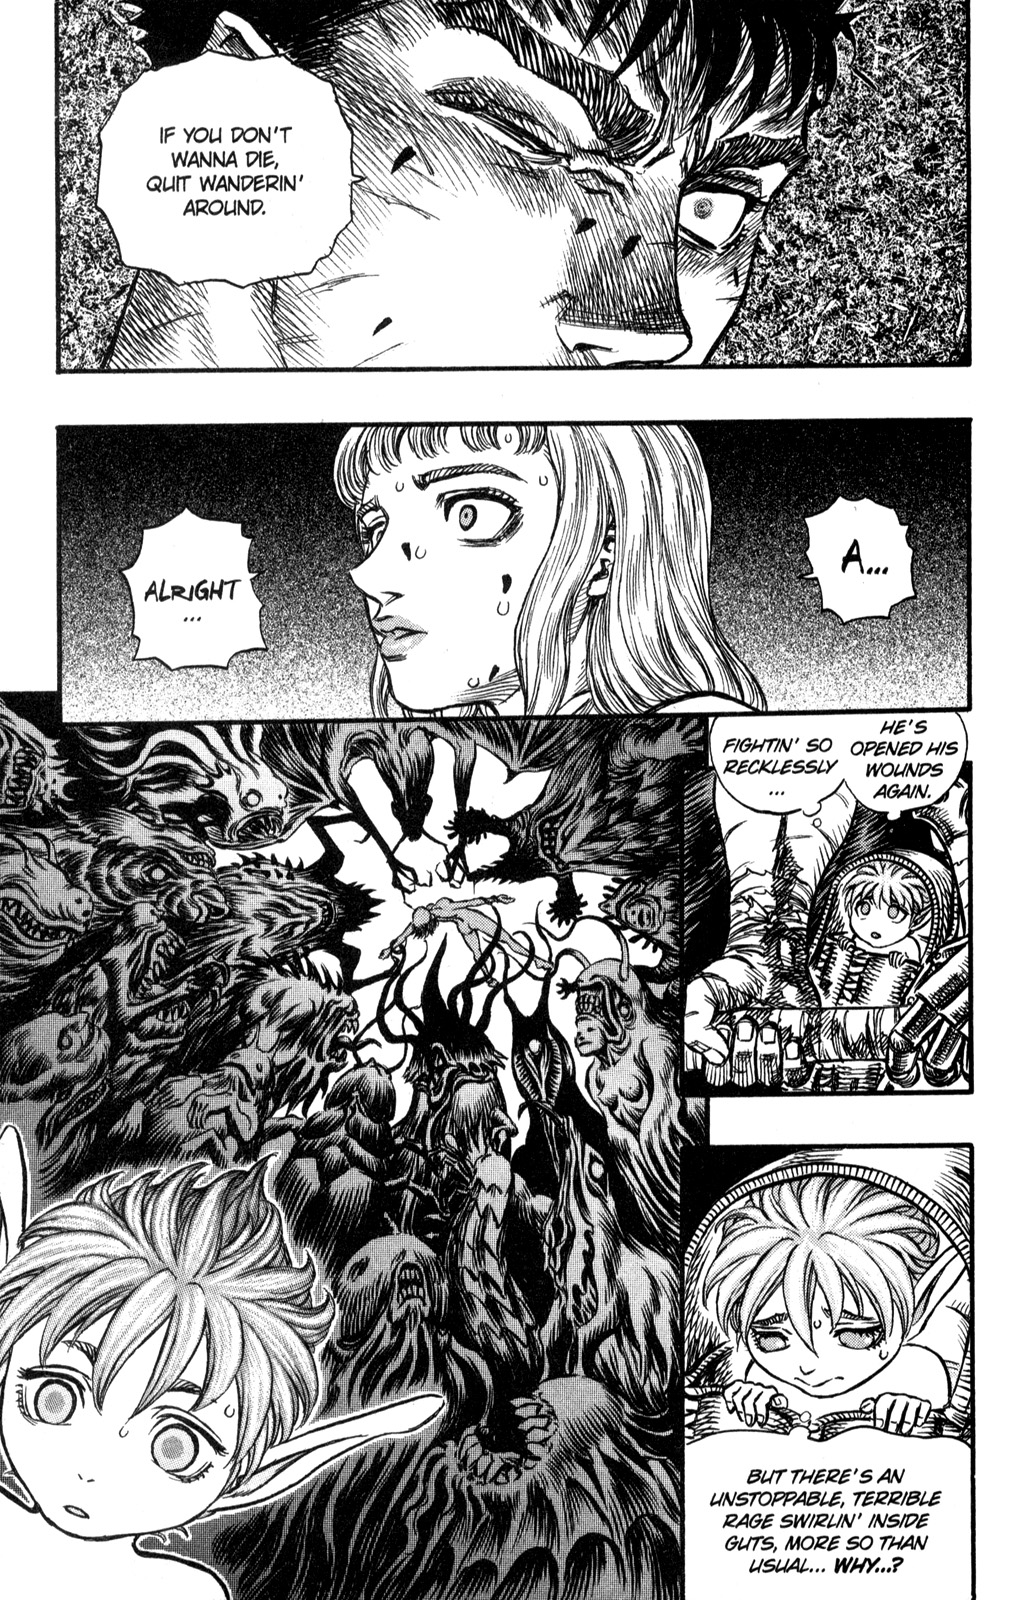 IF YOU DON'T
WANNA DIE,
QUIT WANDERIN'
AROUND.
A...
ALRIGHT
...
HE'S
OPENED HIS
WOUNDS
AGAIN.
FIGHTIN' SO
RECKLESSLY
...
BUT THERE'S AN
UNSTOPPABLE, TERRIBLE
RAGE SWIRLIN' INSIDE
GUTS, MORE SO THAN
USUAL... WHY...?